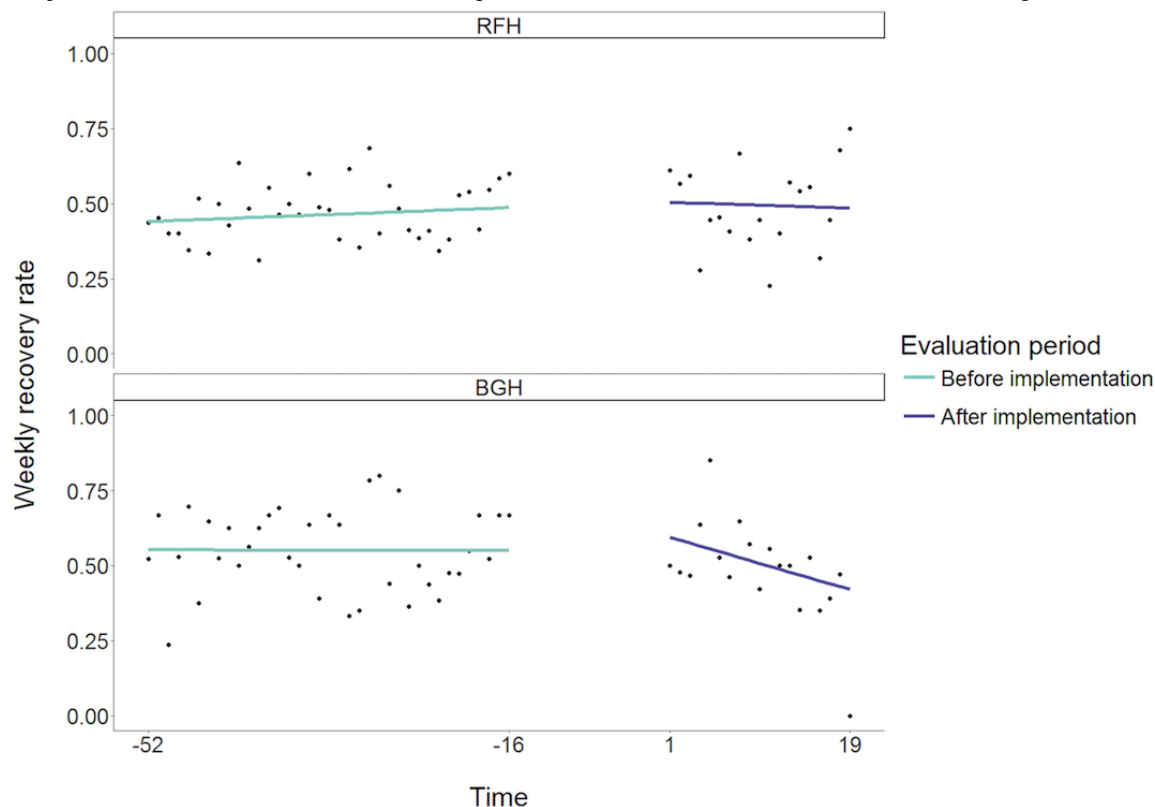 RFH
1.00
0.75
0.50
0.25
0.00
Weekly recovery rate
BGH
1.00
0.75
0.50
0.25
0.00
-52
-16
1
19
Time
Evaluation period
Before implementation
After implementation